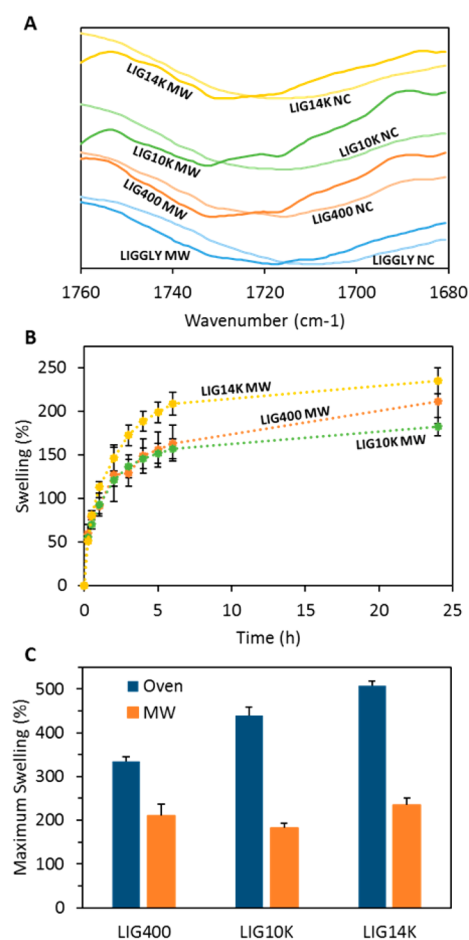 A
LIG14K MW
LIG14K NC
LIG10K MW
LIG10K NC
LIG400 MW
LIG400 NC
LIGGLY MW
LIGGLY NC
1760 1740 1720 1700 1680
Wavenumber (cm-1)
B
Swelling (%)
250
200
150
100
50
0
LIG14K MW
LIG400 MW
LIG10K MW
0 5 10 15 20 25
Time (h)
C
Maximum Swelling (%)
500
400
300
200
100
0
Oven
MW
LIG400 LIG10K LIG14K